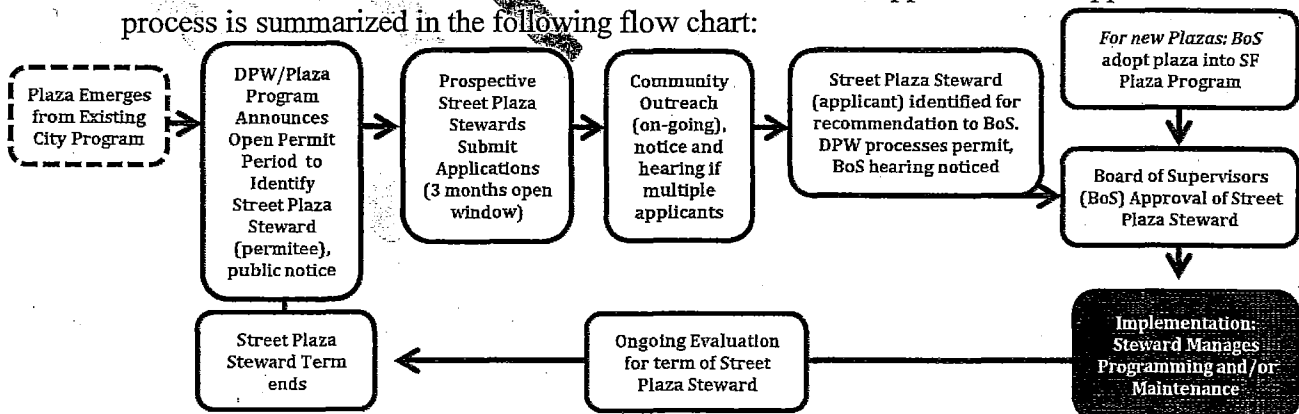 process is summarized in the following flow chart:
Plaza Emerges
from Existing
City Program
DPW/Plaza
Program
Announces
Open Permit
Period to
Identify
Street Plaza
Steward
(permitee),
public notice
Prospective
Street Plaza
Stewards
Submit
Applications
(3 months open
window)
Community
Outreach
(on-going),
notice and
hearing if
multiple
applicants
Street Plaza Steward
(applicant) identified for
recommendation to BoS.
DPW processes permit,
BoS hearing noticed
For new Plazas: BoS
adopt plaza into SF
Plaza Program
Board of Supervisors
(BoS) Approval of Street
Plaza Steward
Implementation:
Steward Manages
Programming and/or
Maintenance
Ongoing Evaluation
for term of Street
Plaza Steward
Street Plaza
Steward Term
ends